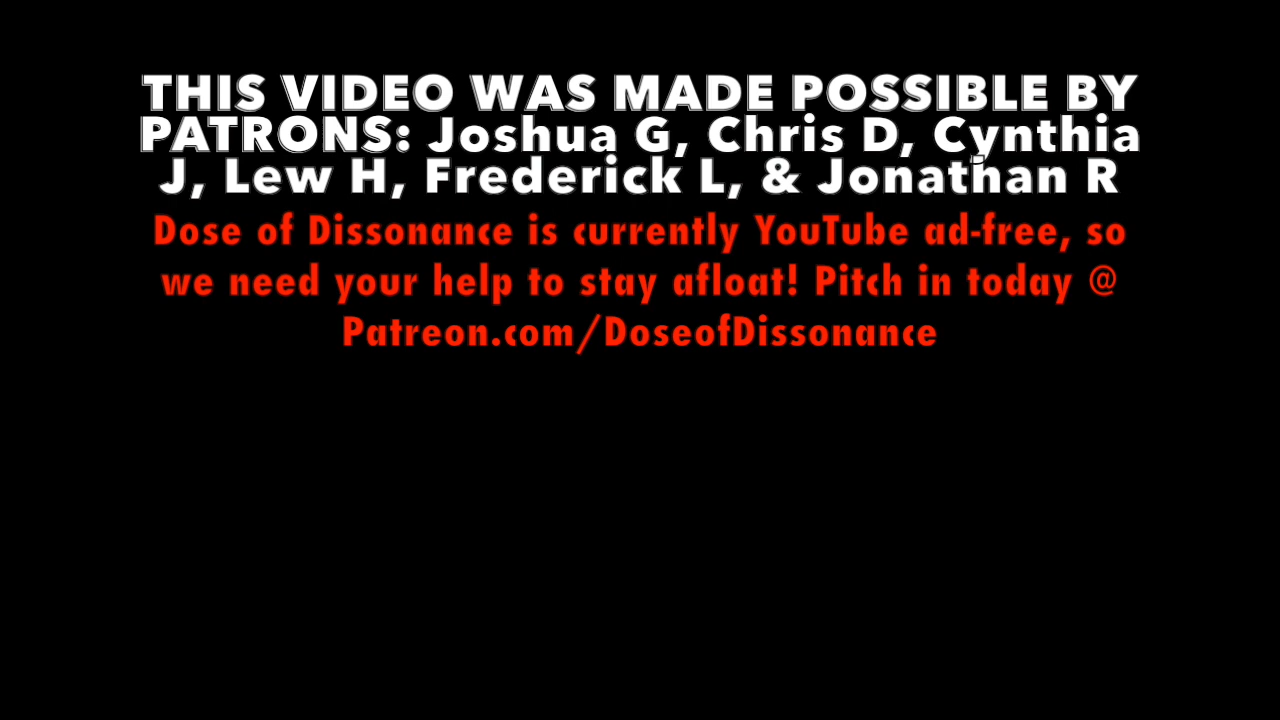 THIS VIDEO WAS MADE POSSIBLE BY
PATRONS: Joshua G, Chris D, Cynthia
J, Lew H, Frederick L, & Jonathan R
Dose of Dissonance is currently YouTube ad-free, so
we need your help to stay afloat! Pitch in today @
Patreon.com/DoseofDissonance